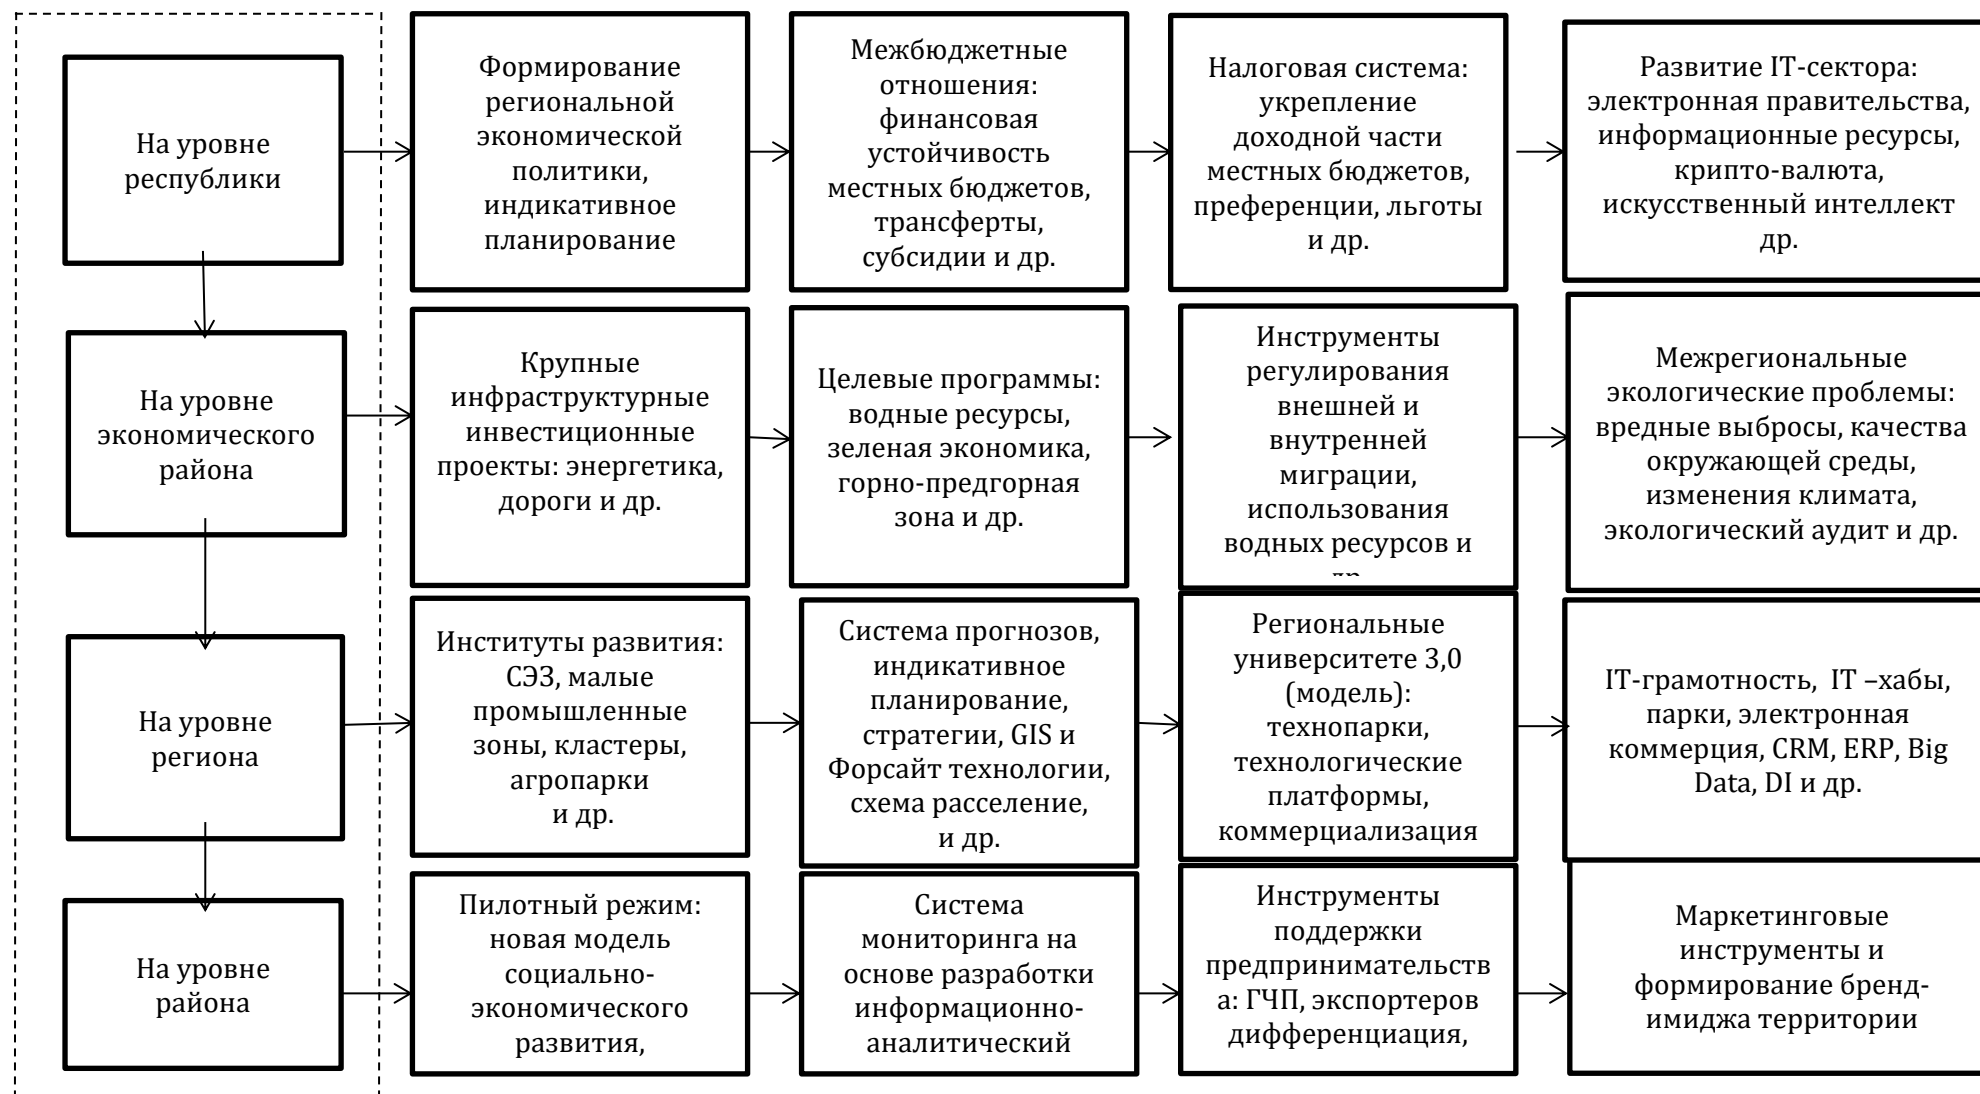 На уровне
республики
Формирование
региональной
экономической
политики,
индикативное
планирование
Межбюджетные
отношения:
финансовая
устойчивость
местных бюджетов,
трансферты,
субсидии и др.
Налоговая система:
укрепление
доходной части
местных бюджетов,
преференции, льготы
и др.
Развитие IT-сектора:
электронная правительства,
информационные ресурсы,
крипто-валюта,
искусственный интеллект
др.
На уровне
экономического
района
Крупные
инфраструктурные
инвестиционные
проекты: энергетика,
дороги и др.
Целевые программы:
водные ресурсы,
зеленая экономика,
горно-предгорная
зона и др.
Инструменты
регулирования
внешней и
внутренней
миграции,
использования
водных ресурсов и
Межрегиональные
экологические проблемы:
вредные выбросы, качества
окружающей среды,
изменения климата,
экологический аудит и др.
На уровне
региона
Институты развития:
СЭЗ, малые
промышленные
зоны, кластеры,
агропарки
и др.
Система прогнозов,
индикативное
планирование,
стратегии, GIS и
Форсайт технологии,
схема расселение,
и др.
Региональные
университете 3,0
(модель):
технопарки,
технологические
платформы,
коммерциализация
IT-грамотность, IT –хабы,
парки, электронная
коммерция, CRM, ERP, Big
Data, DI и др.
На уровне
района
Пилотный режим:
новая модель
социально-
экономического
развития,
Система
мониторинга на
основе разработки
информационно-
аналитический
Инструменты
поддержки
предпринимательств
а: ГЧП, экспортеров
дифференциация,
Маркетинговые
инструменты и
формирование бренд-
имиджа территории